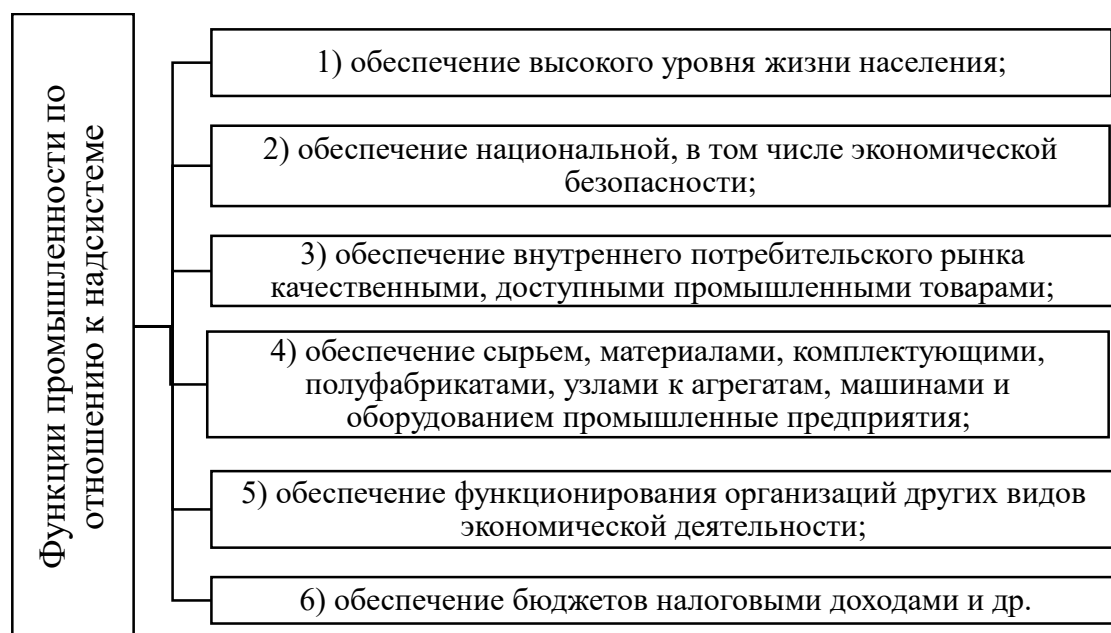 Функции промышленности по
отношению к надсистеме
1) обеспечение высокого уровня жизни населения;
2) обеспечение национальной, в том числе экономической
безопасности;
3) обеспечение внутреннего потребительского рынка
качественными, доступными промышленными товарами;
4) обеспечение сырьем, материалами, комплектующими,
полуфабрикатами, узлами к агрегатам, машинами и
оборудованием промышленные предприятия;
5) обеспечение функционирования организаций других видов
экономической деятельности;
6) обеспечение бюджетов налоговыми доходами и др.